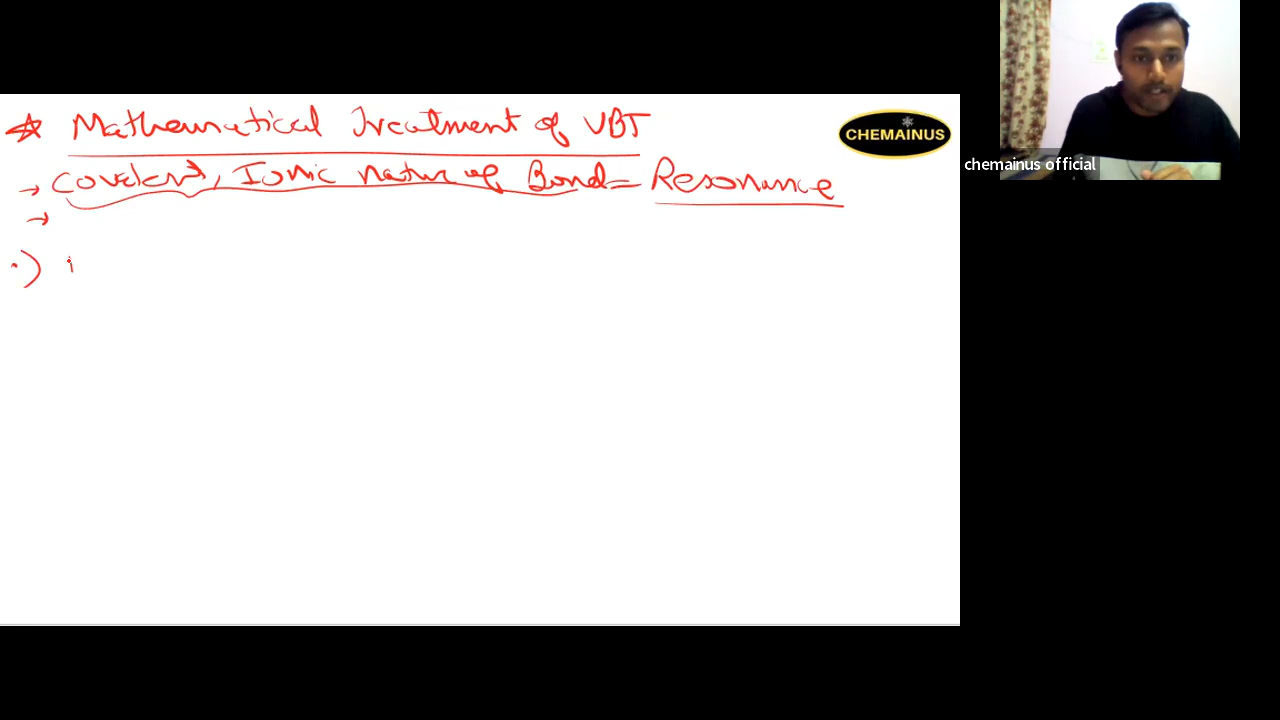 ☆ Mathematical Treatment of VBT
→ Covalent, Ionic nature of Bond = Resonance
→
·)
CHEMAINUS
chemainus official